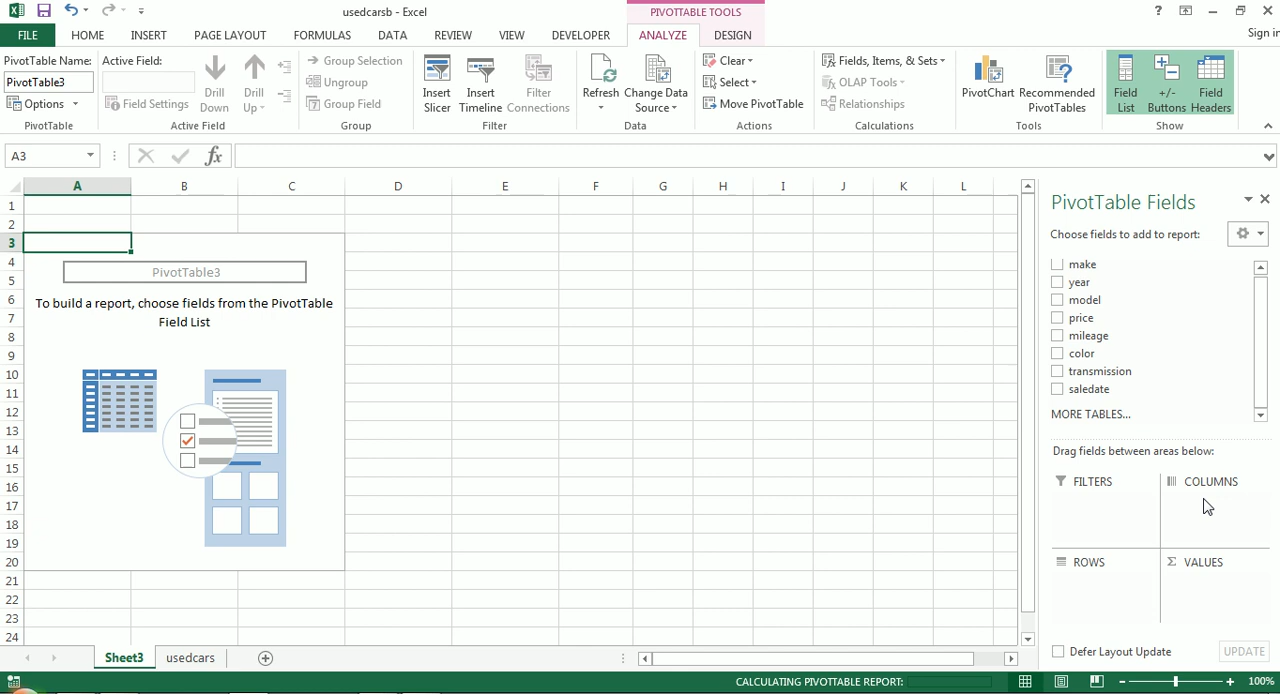 usedcarsb - Excel
PIVOTTABLE TOOLS
?
Sign in
FILE HOME INSERT PAGE LAYOUT FORMULAS DATA REVIEW VIEW DEVELOPER ANALYZE DESIGN
PivotTable Name:
PivotTable3
Options
PivotTable
Active Field:
Field Settings
Drill Down
Drill Up
Active Field
Group Selection
Ungroup
Group Field
Group
Insert Slicer
Insert Timeline
Filter Connections
Filter
Refresh
Change Data Source
Data
Clear
Select
Move PivotTable
Actions
Fields, Items, & Sets
OLAP Tools
Relationships
Calculations
PivotChart
Recommended PivotTables
Tools
Field List
+/- Buttons
Field Headers
Show
A3
fx
A B C D E F G H I J K L
1
2
3
4
5
6
7
8
9
10
11
12
13
14
15
16
17
18
19
20
21
22
23
24
PivotTable3
To build a report, choose fields from the PivotTable
Field List
PivotTable Fields
Choose fields to add to report:
make
year
model
price
mileage
color
transmission
saledate
MORE TABLES...
Drag fields between areas below:
FILTERS
COLUMNS
ROWS
Σ VALUES
Defer Layout Update
UPDATE
Sheet3 usedcars
CALCULATING PIVOTTABLE REPORT:
100%